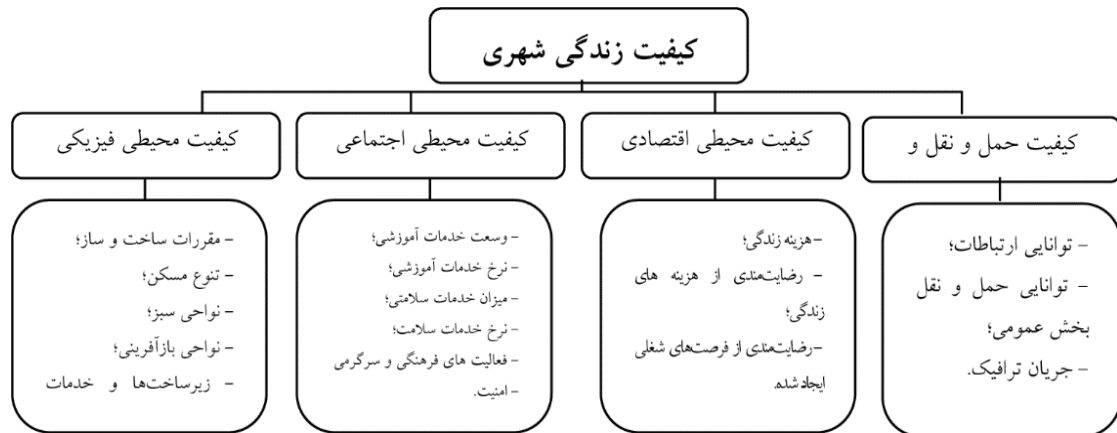 کیفیت زندگی شهری
کیفیت حمل و نقل و
کیفیت محیطی اقتصادی
کیفیت محیطی اجتماعی
کیفیت محیطی فیزیکی
- توانایی ارتباطات؛
- توانایی حمل و نقل
بخش عمومی؛
- جریان ترافیک.
-هزینه زندگی؛
- رضایت‌مندی از هزینه های
زندگی؛
-رضایت‌مندی از فرصت‌های شغلی
ایجاد شده.
- وسعت خدمات آموزشی؛
- نرخ خدمات آموزشی؛
- میزان خدمات سلامتی؛
- نرخ خدمات سلامت؛
- فعالیت های فرهنگی و سرگرمی
- امنیت.
- مقررات ساخت و ساز؛
- تنوع مسکن؛
- نواحی سبز؛
- نواحی بازآفرینی؛
- زیرساخت‌ها و خدمات